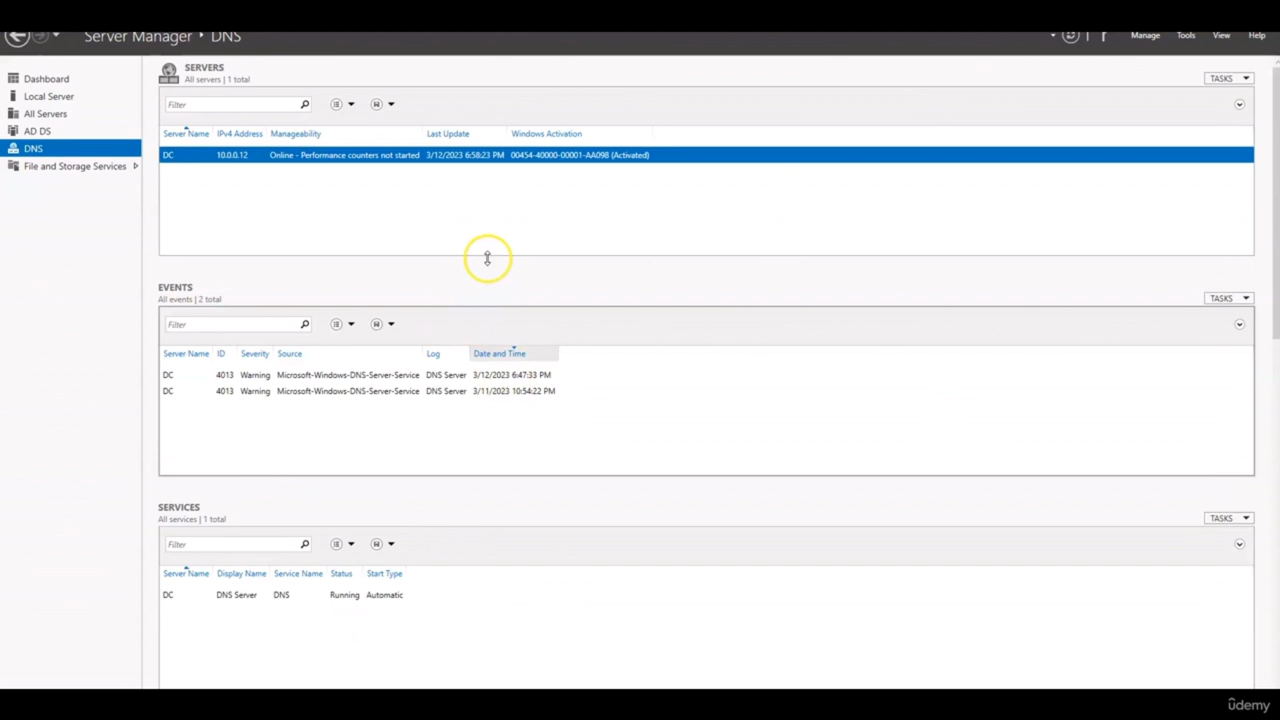 Server Manager • DNS
Manage Tools View Help
Dashboard
Local Server
All Servers
AD DS
DNS
File and Storage Services
SERVERS
All servers | 1 total
TASKS
Filter
Server Name IPv4 Address Manageability Last Update Windows Activation
DC 10.0.0.12 Online - Performance counters not started 3/12/2023 6:58:23 PM 00454-40000-00001-AA098 (Activated)
EVENTS
All events | 2 total
TASKS
Filter
Server Name ID Severity Source Log Date and Time
DC 4013 Warning Microsoft-Windows-DNS-Server-Service DNS Server 3/12/2023 6:47:33 PM
DC 4013 Warning Microsoft-Windows-DNS-Server-Service DNS Server 3/11/2023 10:54:22 PM
SERVICES
All services | 1 total
TASKS
Filter
Server Name Display Name Service Name Status Start Type
DC DNS Server DNS Running Automatic
ûdemy